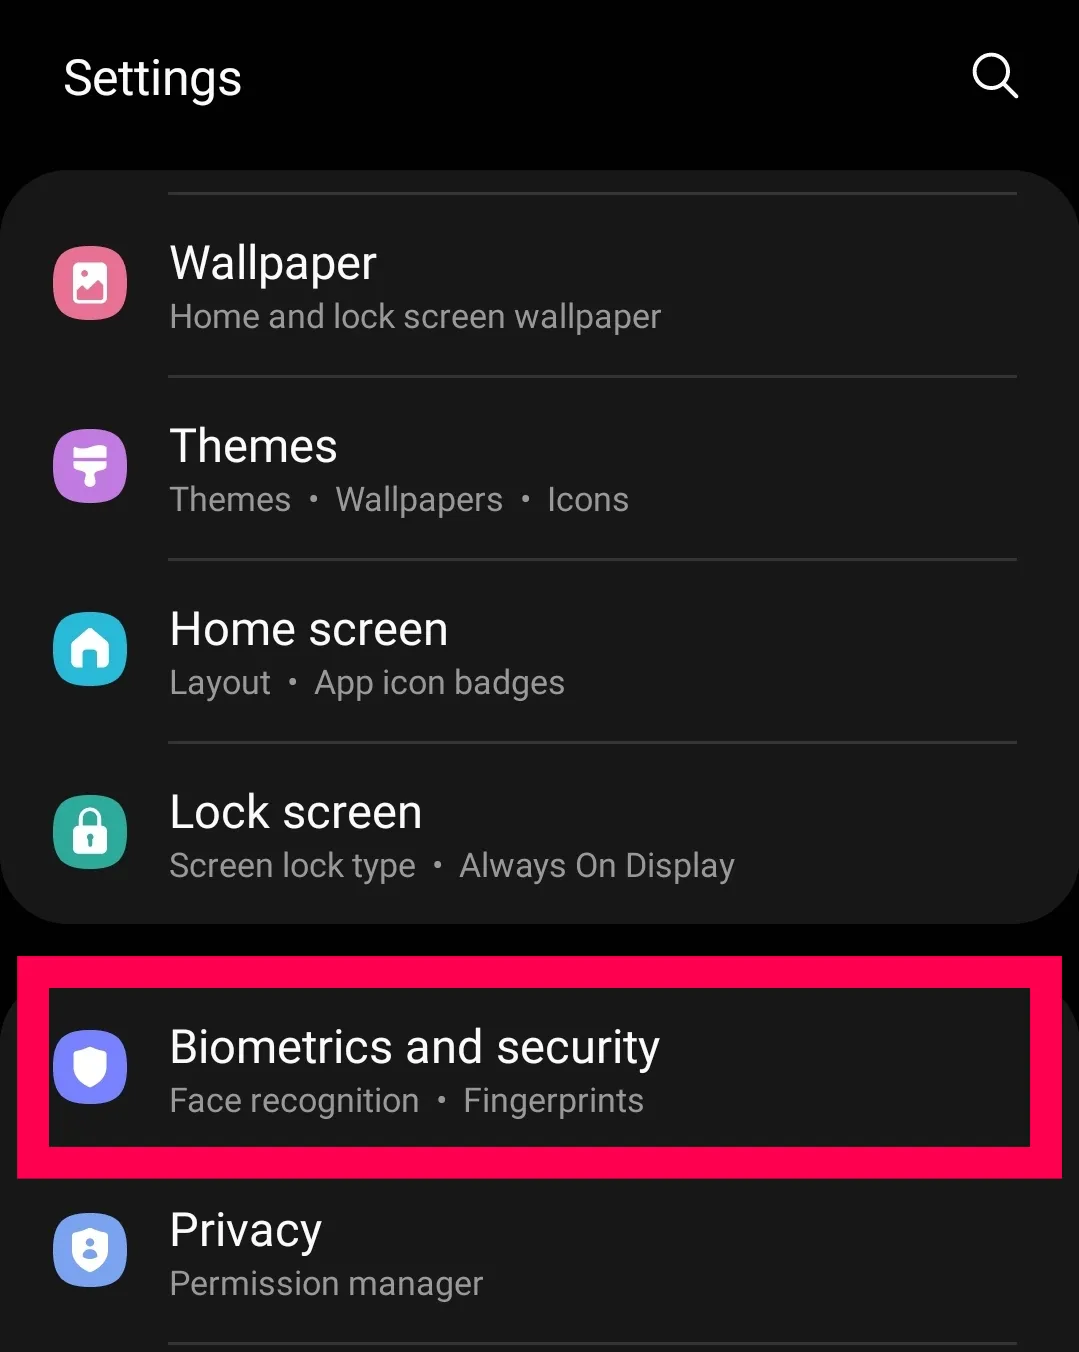 Settings
Wallpaper
Home and lock screen wallpaper
Themes
Themes • Wallpapers • Icons
Home screen
Layout • App icon badges
Lock screen
Screen lock type • Always On Display
Biometrics and security
Face recognition • Fingerprints
Privacy
Permission manager